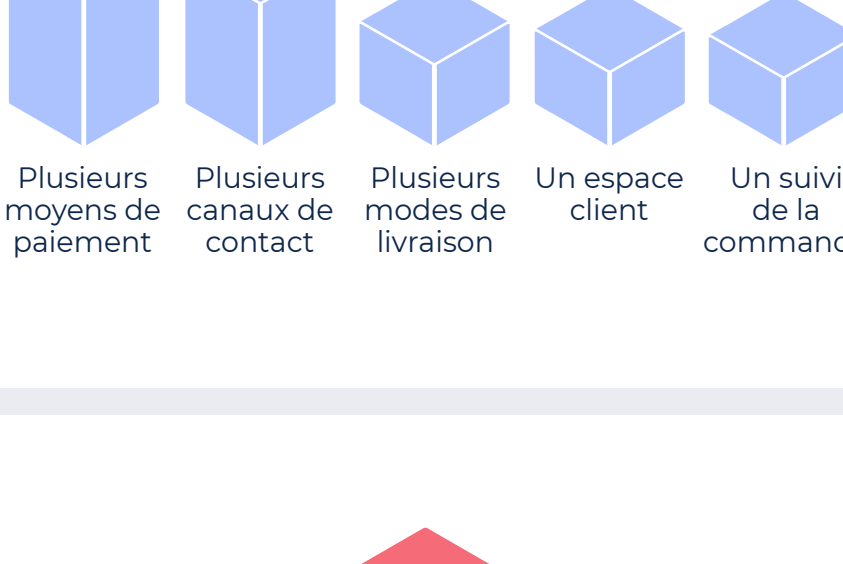 Plusieurs
moyens de
paiement
Plusieurs
canaux de
contact
Plusieurs
modes de
livraison
Un espace
client
Un suivi
de la